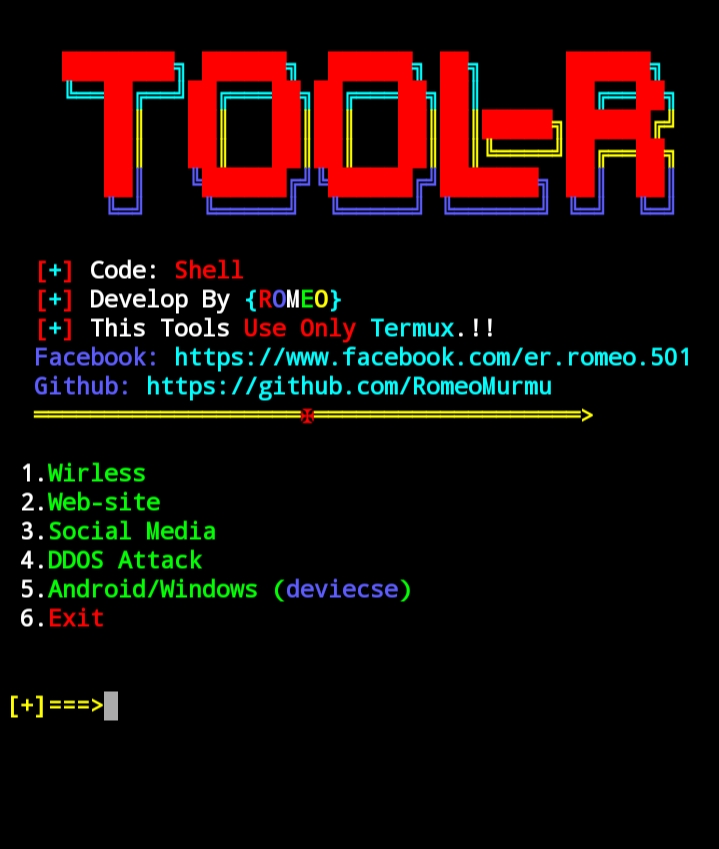 TOOL-R
[+] Code: Shell
[+] Develop By {ROMEO}
[+] This Tools Use Only Termux.!!
Facebook: https://www.facebook.com/er.romeo.501
Github: https://github.com/RomeoMurmu
1.Wirless
2.Web-site
3.Social Media
4.DDOS Attack
5.Android/Windows (deviecse)
6.Exit
[+]===>